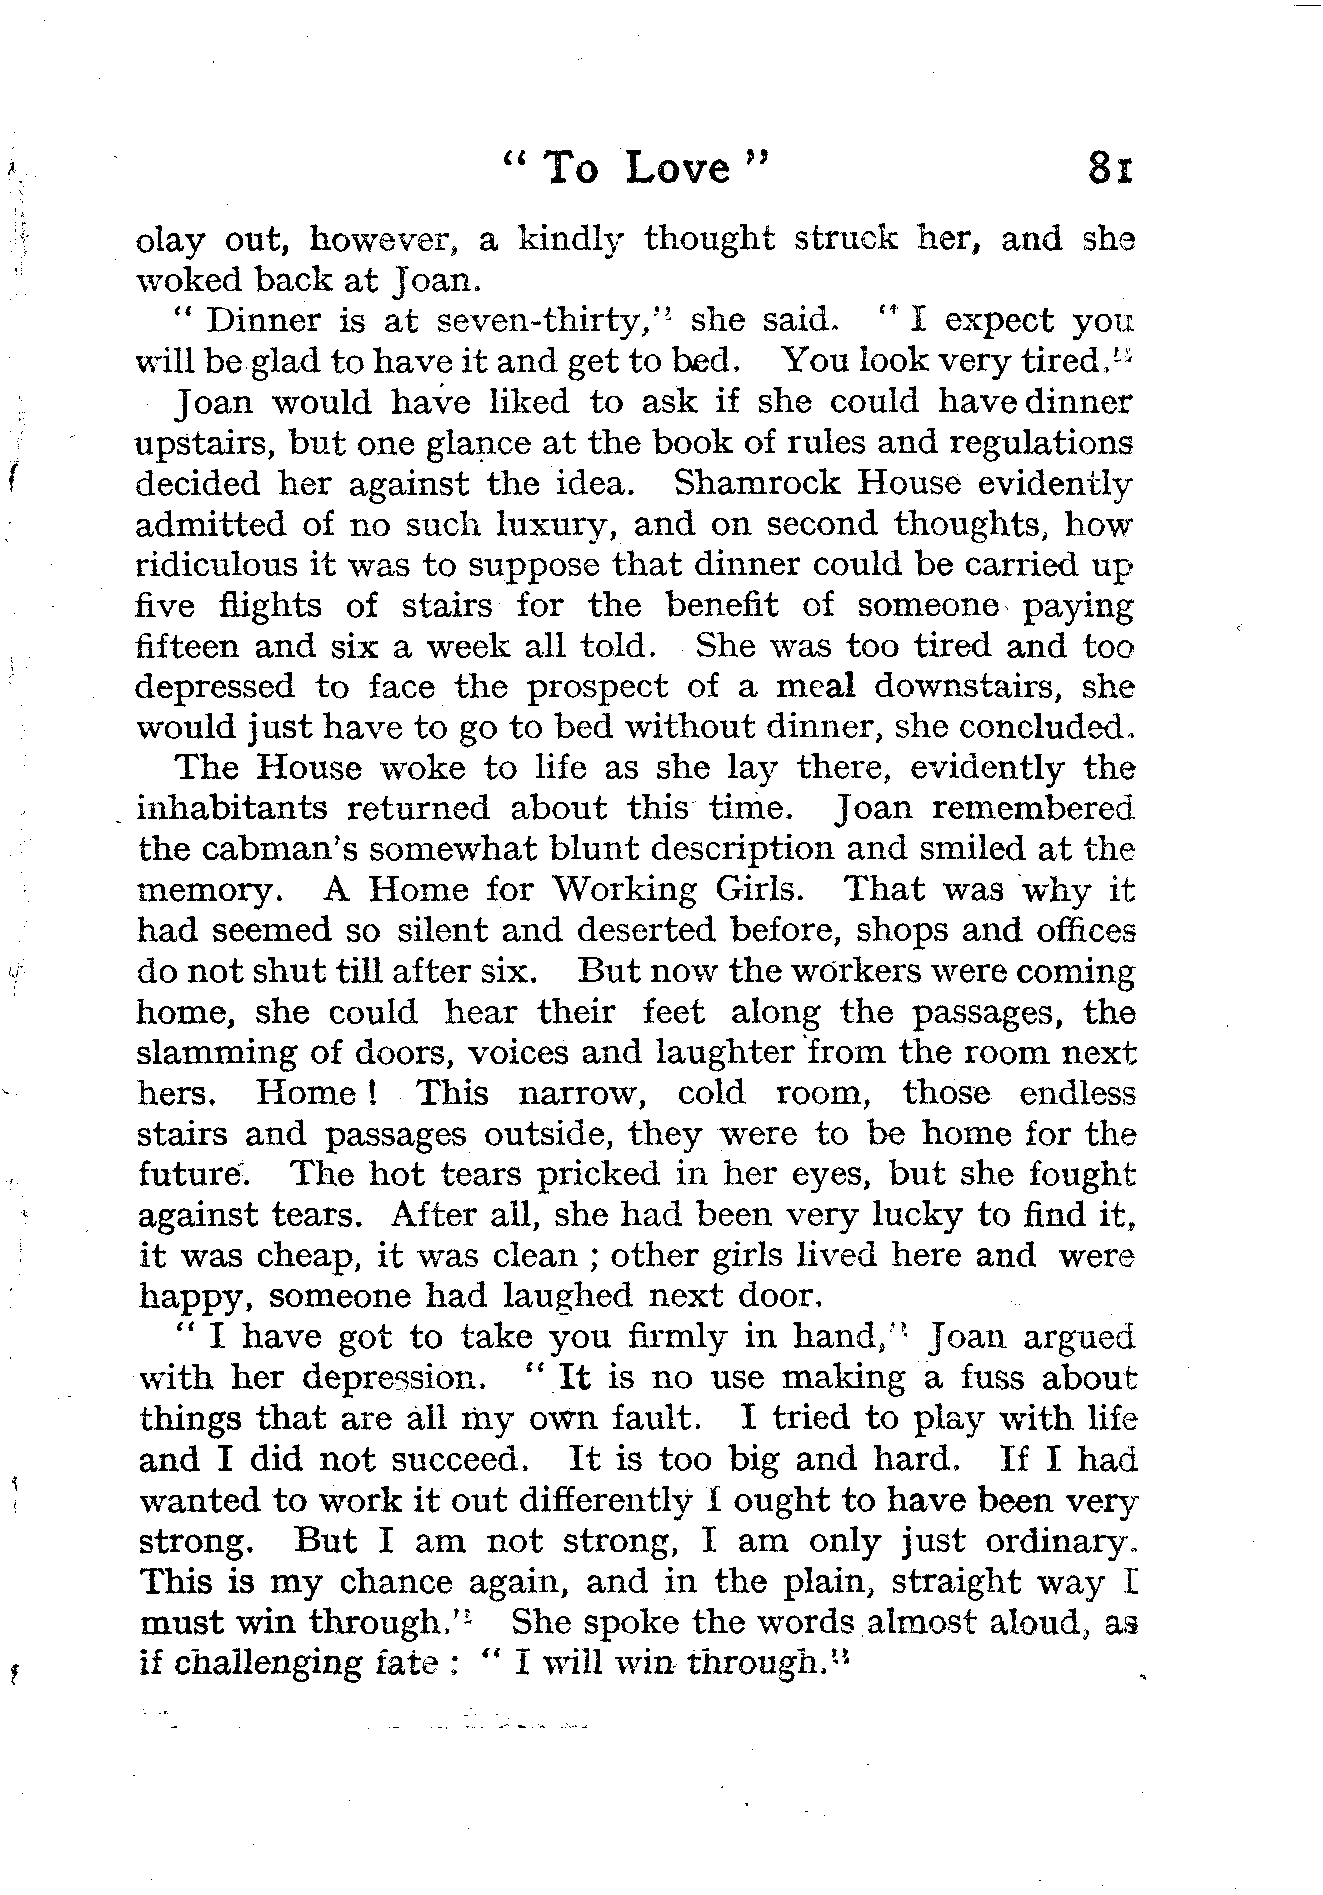 “ To Love ” 81
olay out, however, a kindly thought struck her, and she
woked back at Joan.
“ Dinner is at seven-thirty,” she said. “ I expect you
will be glad to have it and get to bed. You look very tired.”
Joan would have liked to ask if she could have dinner
upstairs, but one glance at the book of rules and regulations
decided her against the idea. Shamrock House evidently
admitted of no such luxury, and on second thoughts, how
ridiculous it was to suppose that dinner could be carried up
five flights of stairs for the benefit of someone paying
fifteen and six a week all told. She was too tired and too
depressed to face the prospect of a meal downstairs, she
would just have to go to bed without dinner, she concluded.
The House woke to life as she lay there, evidently the
inhabitants returned about this time. Joan remembered
the cabman’s somewhat blunt description and smiled at the
memory. A Home for Working Girls. That was why it
had seemed so silent and deserted before, shops and offices
do not shut till after six. But now the workers were coming
home, she could hear their feet along the passages, the
slamming of doors, voices and laughter from the room next
hers. Home ! This narrow, cold room, those endless
stairs and passages outside, they were to be home for the
future. The hot tears pricked in her eyes, but she fought
against tears. After all, she had been very lucky to find it,
it was cheap, it was clean ; other girls lived here and were
happy, someone had laughed next door.
“ I have got to take you firmly in hand,” Joan argued
with her depression. “ It is no use making a fuss about
things that are all my own fault. I tried to play with life
and I did not succeed. It is too big and hard. If I had
wanted to work it out differently I ought to have been very
strong. But I am not strong, I am only just ordinary.
This is my chance again, and in the plain, straight way I
must win through.” She spoke the words almost aloud, as
if challenging fate : “ I will win through.”